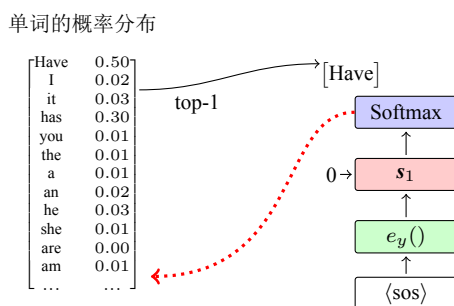 单词的概率分布
Have 0.50
I 0.02
it 0.03
has 0.30
you 0.01
the 0.01
a 0.01
an 0.02
he 0.03
she 0.01
are 0.00
am 0.01
... ...
top-1
[Have]
Softmax
0 s₁
e_y()
⟨sos⟩